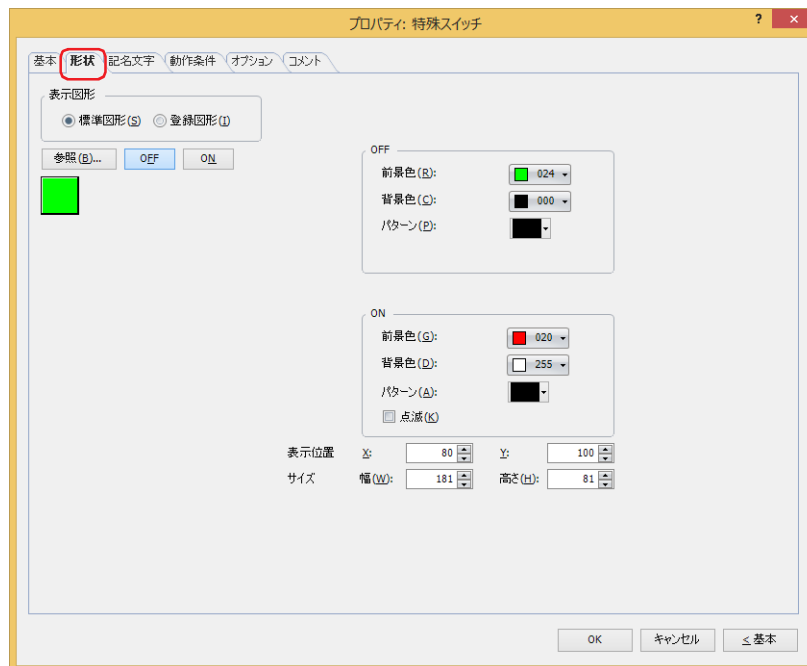 プロパティ: 特殊スイッチ
? ×
基本 形状 記名文字 動作条件 オプション コメント
表示図形
標準図形(S) 登録図形(I)
参照(B)... OFF ON
OFF
前景色(R): 024
背景色(C): 000
パターン(P):
ON
前景色(G): 020
背景色(D): 255
パターン(A):
点滅(K)
表示位置 X: 80 Y: 100
サイズ 幅(W): 181 高さ(H): 81
OK キャンセル < 基本